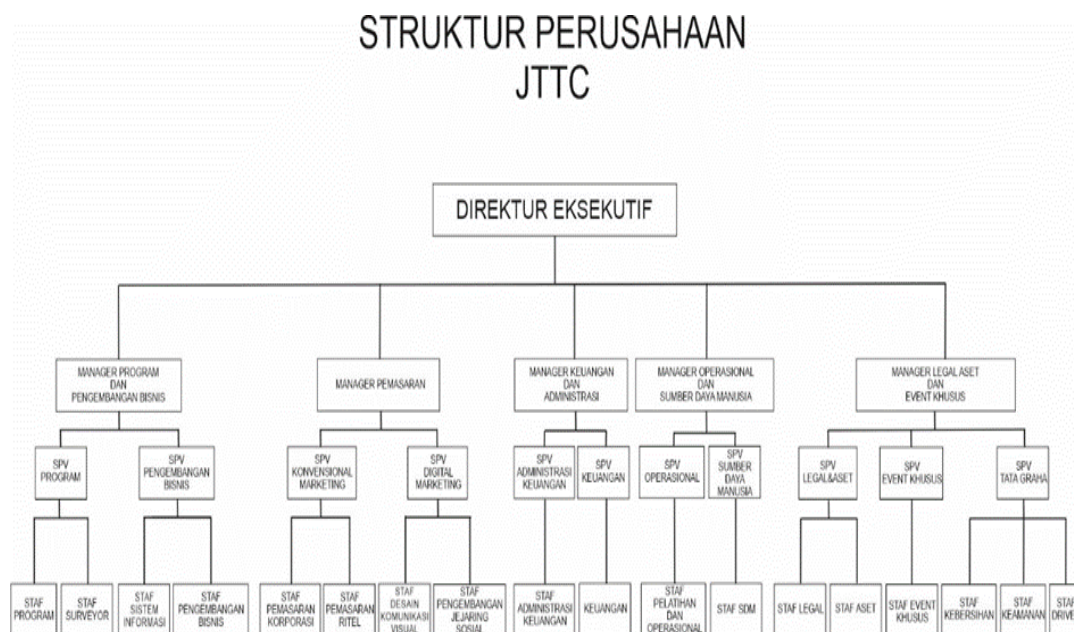 STRUKTUR PERUSAHAAN
JTTC
DIREKTUR EKSEKUTIF
MANAGER PROGRAM
DAN
PENGEMBANGAN BISNIS
MANAGER PEMASARAN
MANAGER KEUANGAN
DAN
ADMINISTRASI
MANAGER OPERASIONAL
DAN
SUMBER DAYA MANUSIA
MANAGER LEGAL ASET
DAN
EVENT KHUSUS
SPV
PROGRAM
SPV
PENGEMBANGAN
BISNIS
SPV
KONVENSIONAL
MARKETING
SPV
DIGITAL
MARKETING
SPV
ADMINISTRASI
KEUANGAN
SPV
KEUANGAN
SPV
OPERASIONAL
SPV
SUMBER
DAYA
MANUSIA
SPV
LEGAL&ASET
SPV
EVENT KHUSUS
SPV
TATA GRAHA
STAF
PROGRAM
STAF
SURVEYOR
STAF
SISTEM
INFORMASI
STAF
PENGEMBANGAN
BISNIS
STAF
PEMASARAN
KORPORASI
STAF
PEMASARAN
RITEL
STAF
DESAIN
KOMUNIKASI
VISUAL
STAF
PENGEMBANGAN
JEJARING
SOSIAL
STAF
ADMINISTRASI
KEUANGAN
KEUANGAN
STAF
PELATIHAN
DAN
OPERASIONAL
STAF SDM
STAF LEGAL
STAF ASET
STAF EVENT
KHUSUS
STAF
KEBERSIHAN
STAF
KEAMANAN
STAF